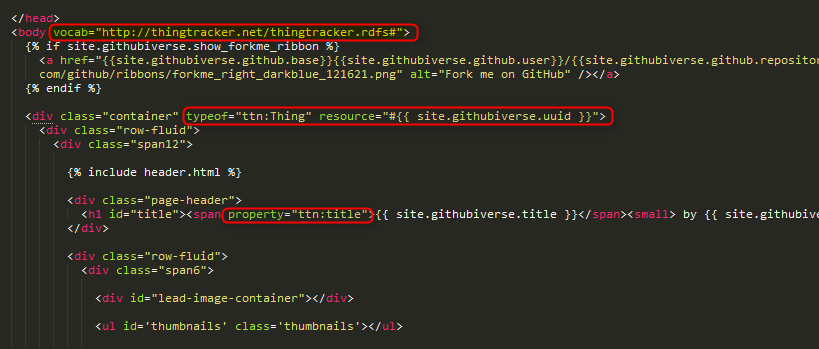 </head>
<body vocab="http://thingtracker.net/thingtracker.rdfs#">
{% if site.githubiverse.show_forkme_ribbon %}
<a href="{{site.githubiverse.github.base}}{{site.githubiverse.github.user}}/{{site.githubiverse.github.repositor
com/github/ribbons/forkme_right_darkblue_121621.png" alt="Fork me on GitHub" /></a>
{% endif %}
<div class="container" typeof="ttn:Thing" resource="#{{ site.githubiverse.uuid }}">
<div class="row-fluid">
<div class="span12">
{% include header.html %}
<div class="page-header">
<h1 id="title"><span property="ttn:title">{{ site.githubiverse.title }}</span><small> by {{ site.githubive
</div>
<div class="row-fluid">
<div class="span6">
<div id="lead-image-container"></div>
<ul id='thumbnails' class='thumbnails'></ul>